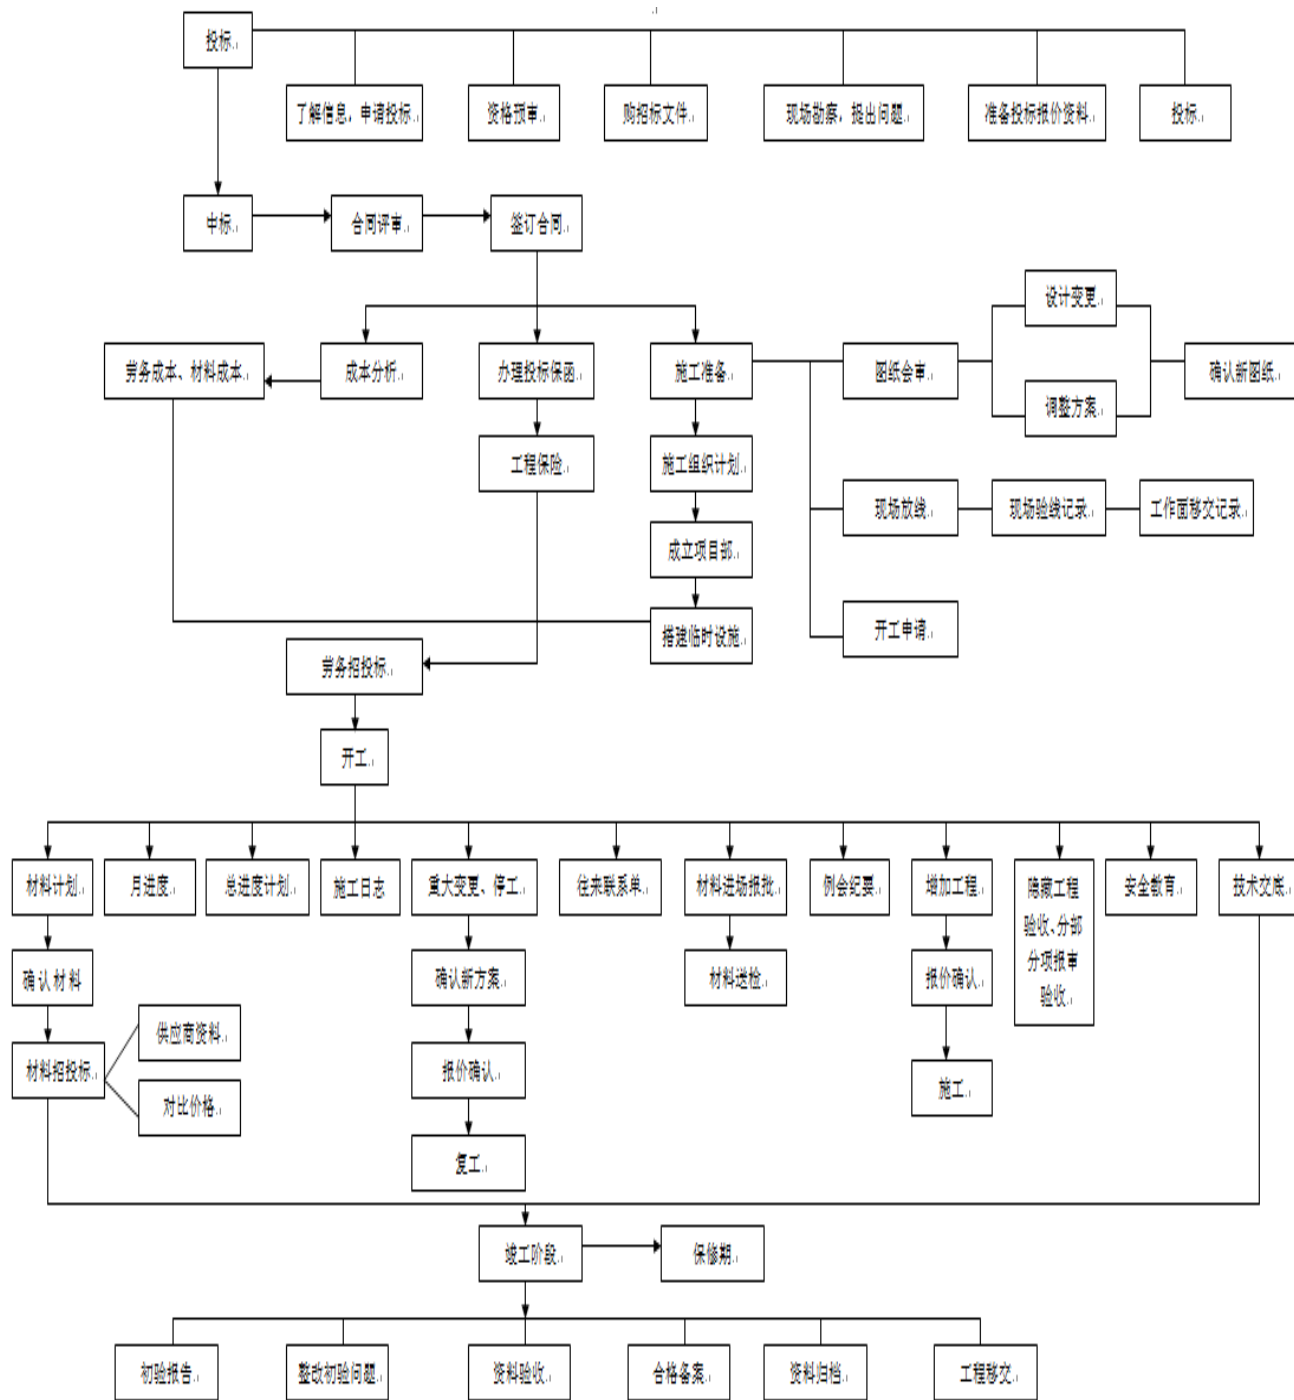 投标
了解信息，申请投标
资格预审
购招标文件
现场勘察，提出问题
准备投标报价资料
投标
中标
合同评审
签订合同
设计变更
劳务成本、材料成本
成本分析
办理投标保函
施工准备
图纸会审
确认新图纸
调整方案
工程保险
施工组织计划
现场放线
现场验线记录
工作面移交记录
成立项目部
搭建临时设施
开工申请
劳务招投标
开工
材料计划
月进度
总进度计划
施工日志
重大变更、停工
往来联系单
材料进场报批
例会纪要
增加工程
隐藏工程
验收、分部
分项报审
验收
安全教育
技术交底
确认材料
确认新方案
材料送检
报价确认
供应商资料
材料招投标
报价确认
施工
对比价格
复工
竣工阶段
保修期
初验报告
整改初验问题
资料验收
合格备案
资料归档
工程移交